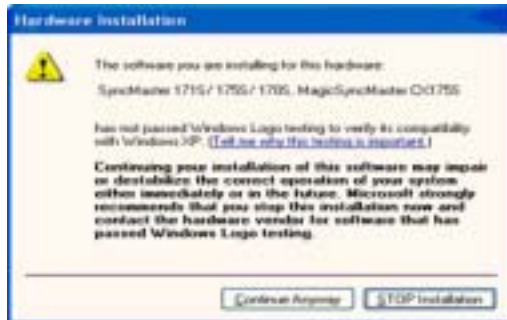 Hardware Installation
The software you are installing for this hardware:
SyncMaster 171S/ 175S/ 170S, MagicSyncMaster CX175S
has not passed Windows Logo testing to verify its compatibility
with Windows XP. (Tell me why this testing is important.)
Continuing your installation of this software may impair
or destabilize the correct operation of your system
either immediately or in the future. Microsoft strongly
recommends that you stop this installation now and
contact the hardware vendor for software that has
passed Windows Logo testing.
Continue Anyway
STOP Installation